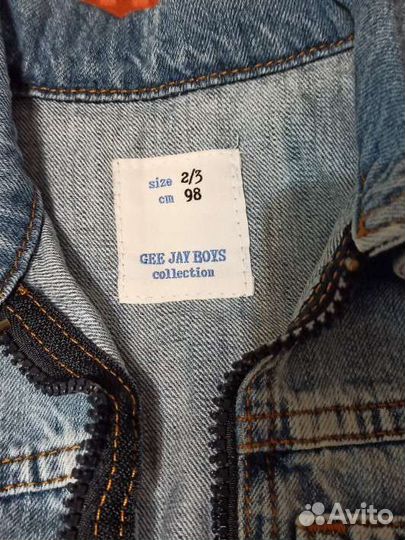 size 2/3
cm 98
GEE JAY BOYS
collection
Avito